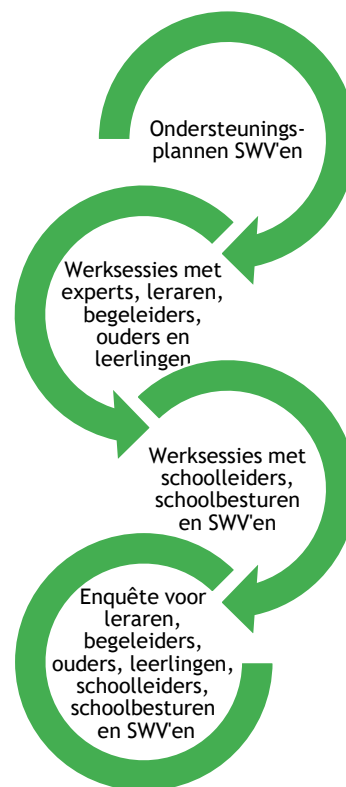 Ondersteunings-
plannen SWV'en
Werksessies met
experts, leraren,
begeleiders,
ouders en
leerlingen
Werksessies met
schoolleiders,
schoolbesturen
en SWV'en
Enquête voor
leraren,
begeleiders,
ouders, leerlingen,
schoolleiders,
schoolbesturen
en SWV'en